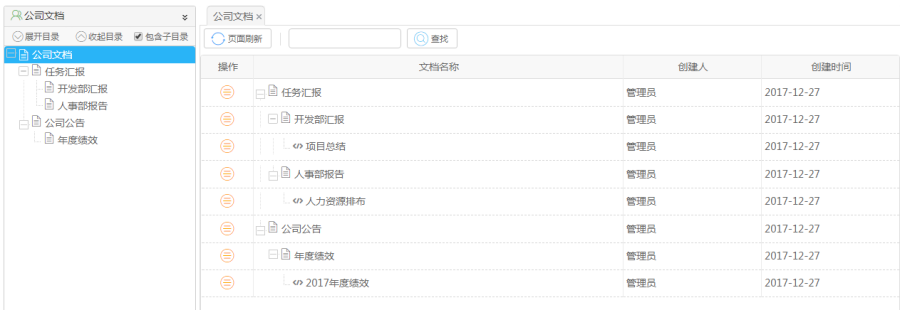 公司文档
展开目录 收起目录 包含子目录
公司文档
任务汇报
开发部汇报
人事部报告
公司公告
年度绩效
公司文档
页面刷新 查找
操作 文档名称 创建人 创建时间
任务汇报 管理员 2017-12-27
开发部汇报 管理员 2017-12-27
项目总结 管理员 2017-12-27
人事部报告 管理员 2017-12-27
人力资源排布 管理员 2017-12-27
公司公告 管理员 2017-12-27
年度绩效 管理员 2017-12-27
2017年度绩效 管理员 2017-12-27